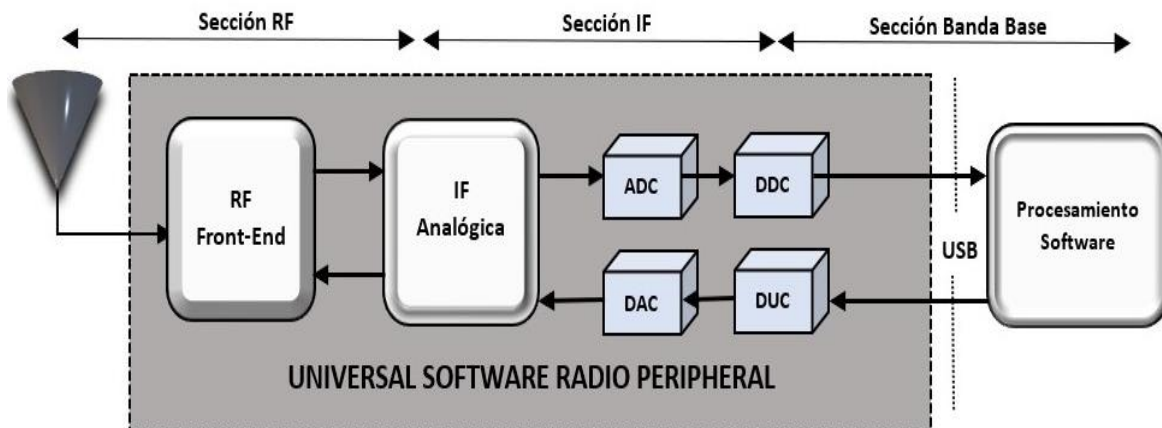 Sección RF
Sección IF
Sección Banda Base
RF
Front-End
IF
Analógica
ADC
DDC
DAC
DUC
USB
Procesamiento
Software
UNIVERSAL SOFTWARE RADIO PERIPHERAL